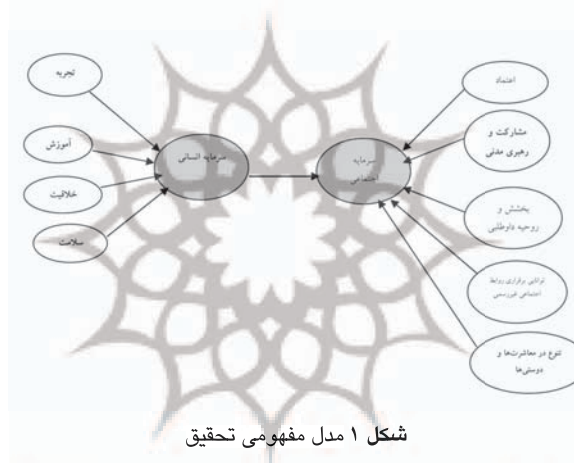 تجربه
آموزش
خلاقیت
سلامت
سرمایه انسانی
سرمایه
اجتماعی
اعتماد
مشارکت و
رهبری مدنی
بخشش و
روحیه داوطلبی
توانایی برقراری روابط
اجتماعی غیررسمی
تنوع در معاشرت‌ها و
دوستی‌ها
شکل ۱ مدل مفهومی تحقیق